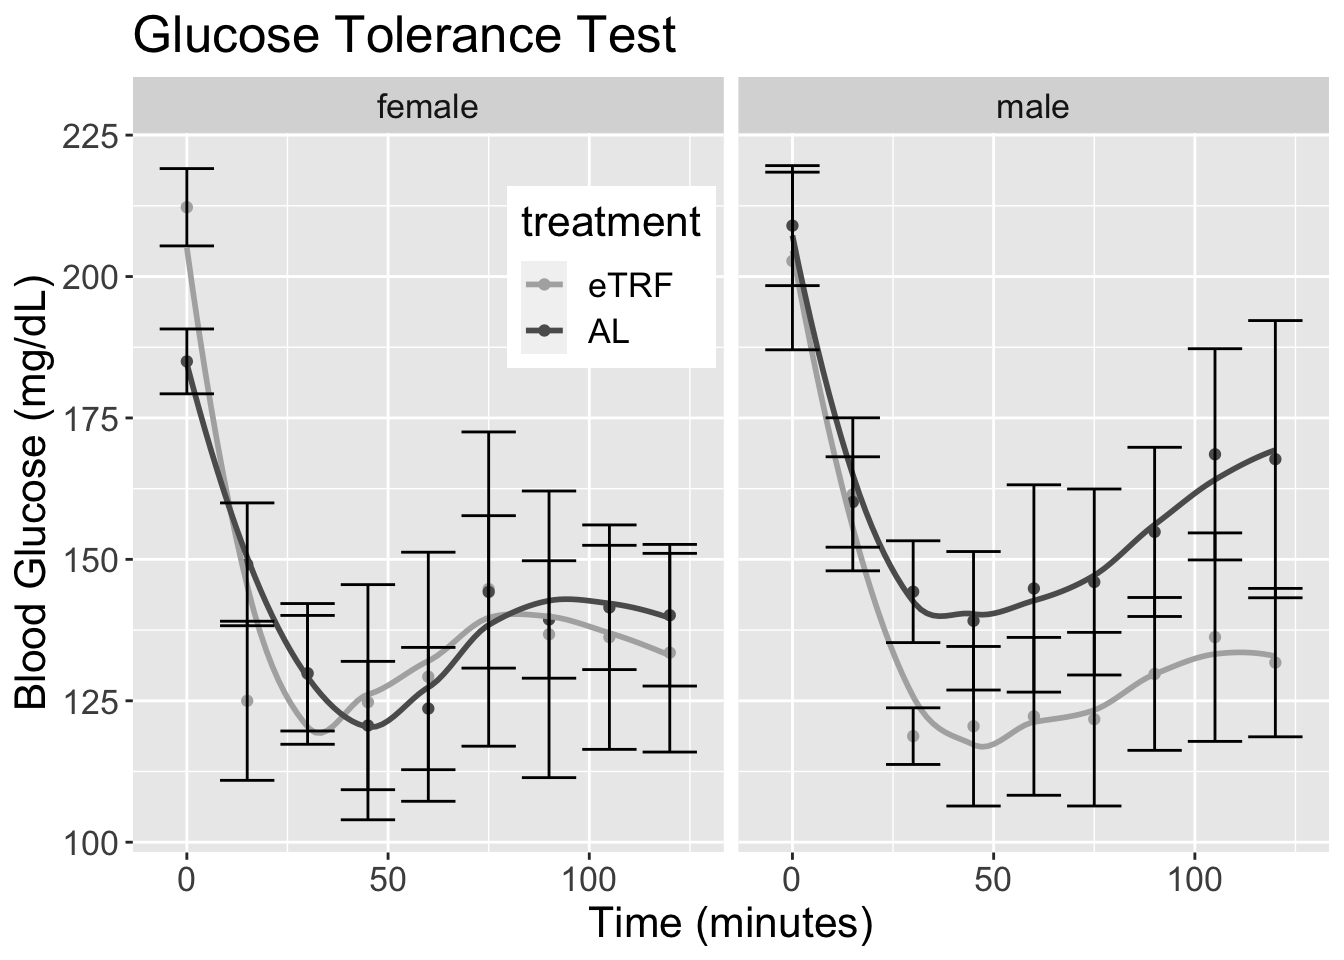 Glucose Tolerance Test
female
male
225
200
175
150
125
100
Blood Glucose (mg/dL)
treatment
eTRF
AL
0
50
100
0
50
100
Time (minutes)